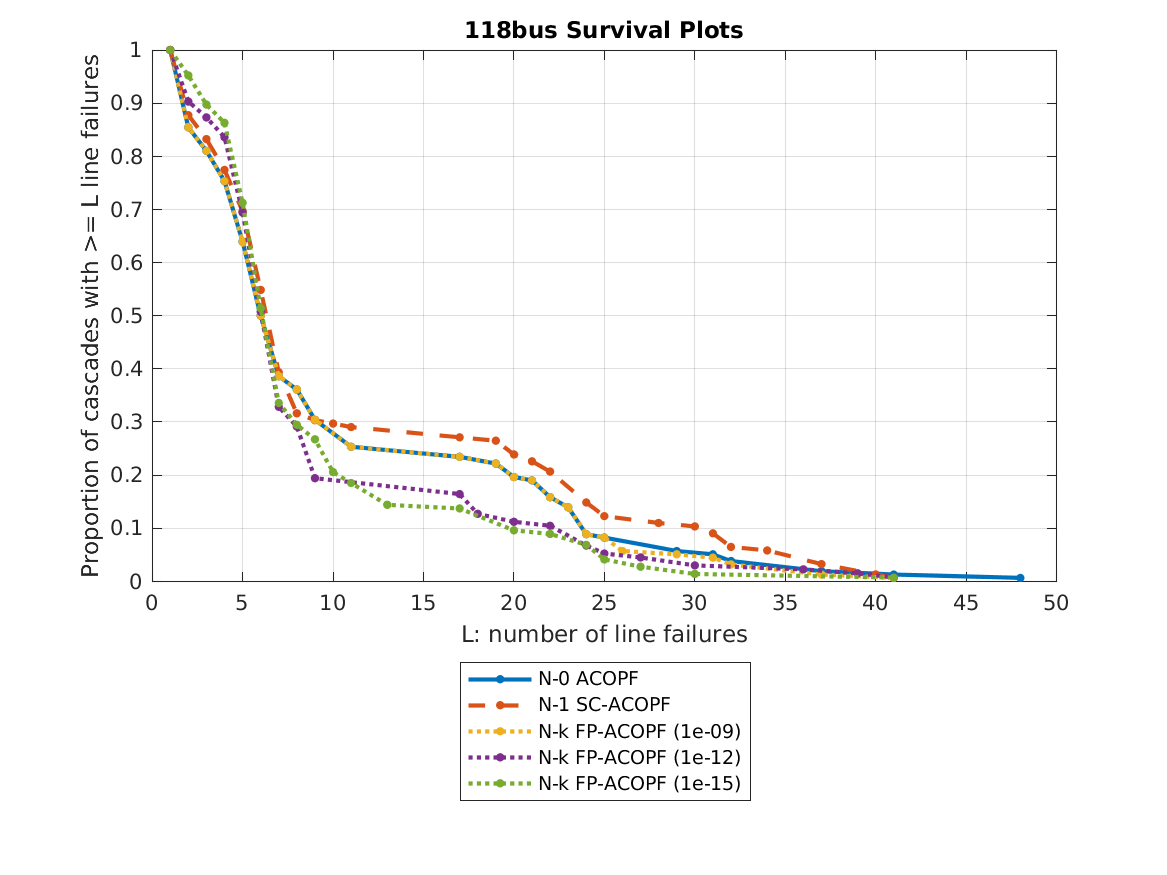 118bus Survival Plots
Proportion of cascades with >= L line failures
1
0.9
0.8
0.7
0.6
0.5
0.4
0.3
0.2
0.1
0
0 5 10 15 20 25 30 35 40 45 50
L: number of line failures
N-0 ACOPF
N-1 SC-ACOPF
N-k FP-ACOPF (1e-09)
N-k FP-ACOPF (1e-12)
N-k FP-ACOPF (1e-15)